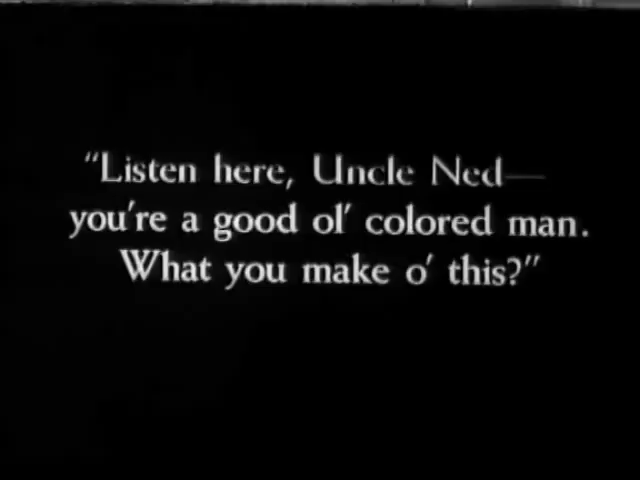 "Listen here, Uncle Ned—
you're a good ol' colored man.
What you make o' this?"